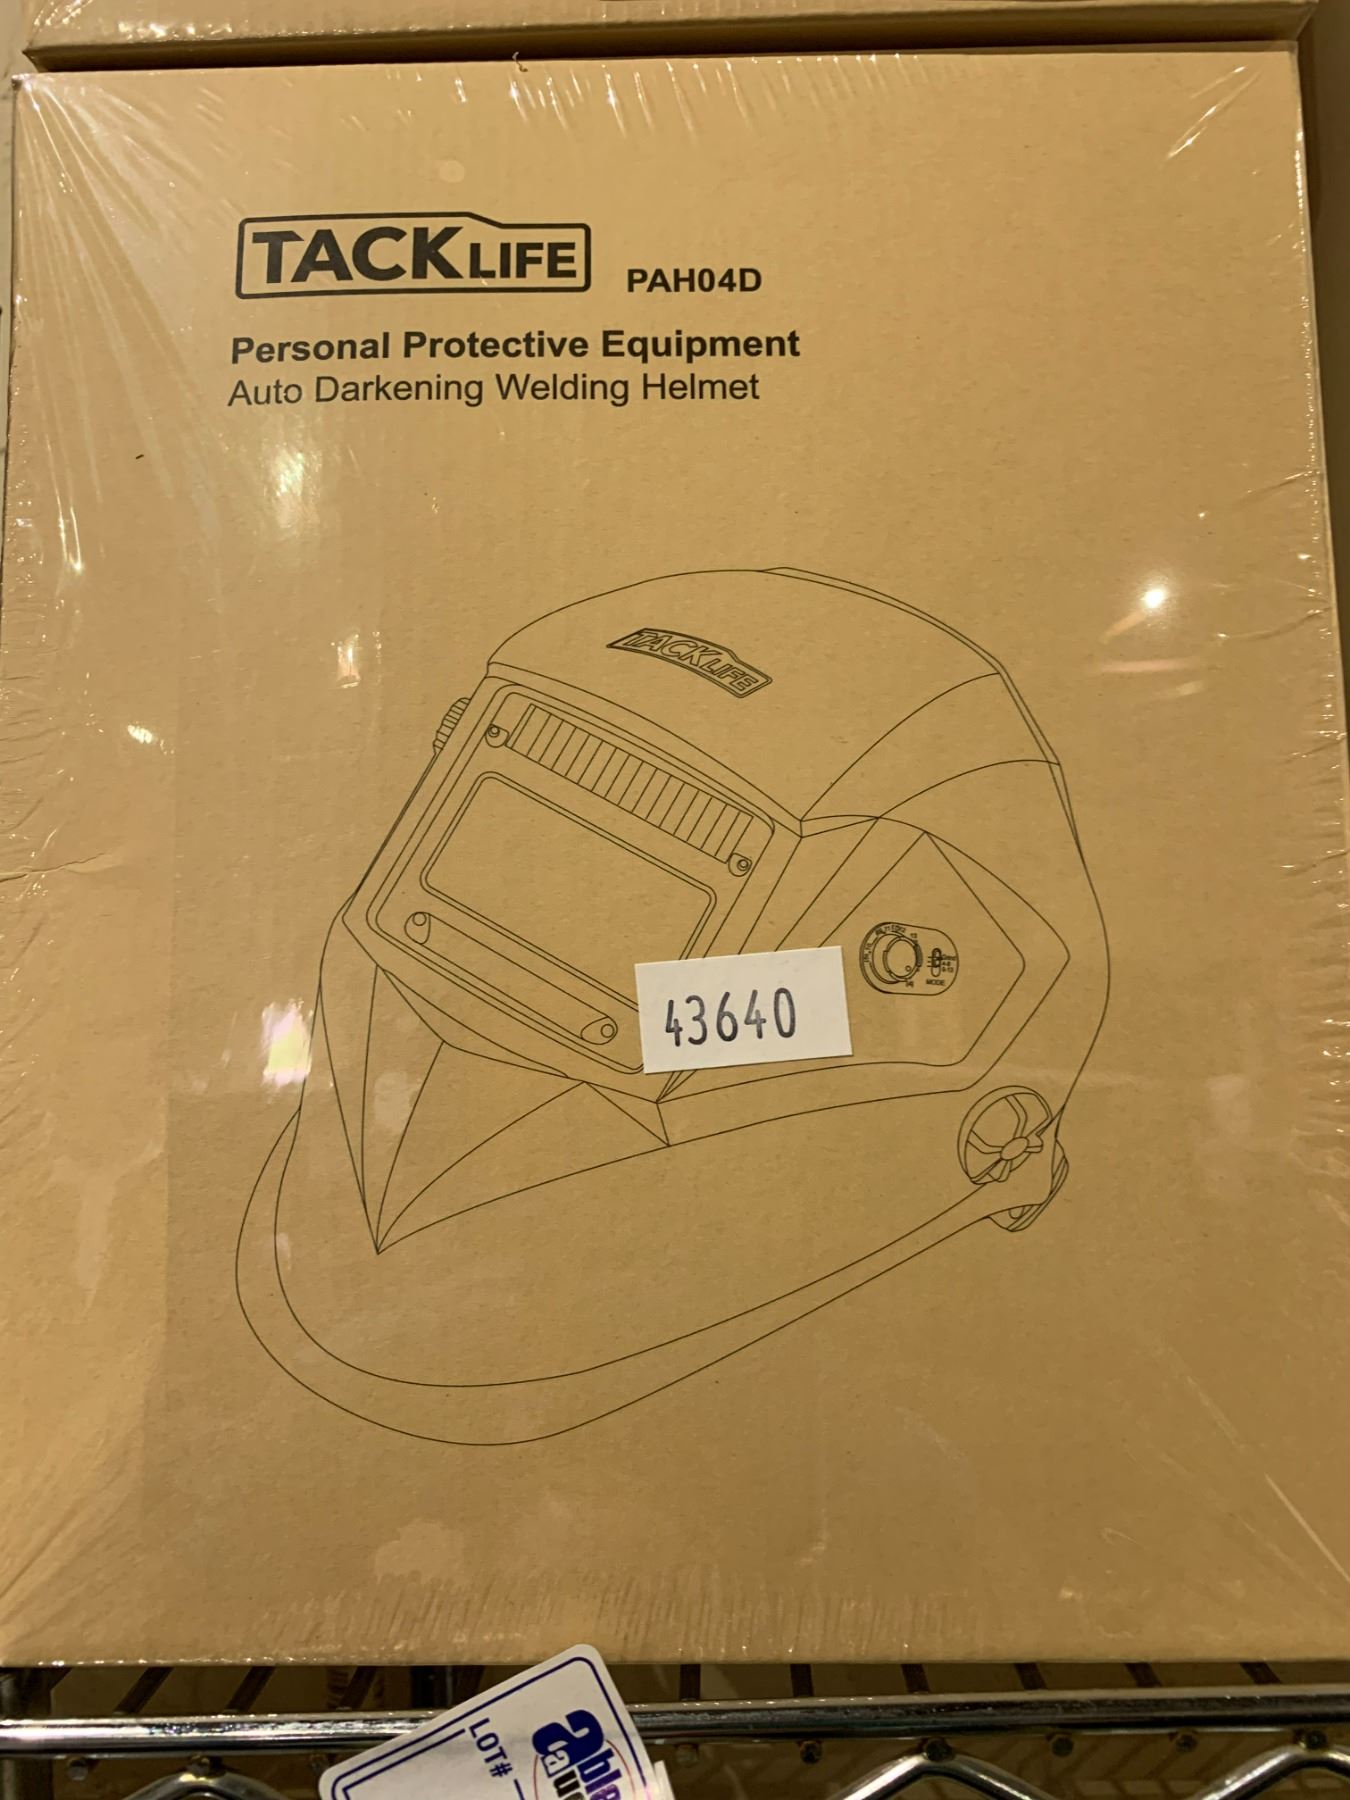 TACKLIFE PAH04D
Personal Protective Equipment
Auto Darkening Welding Helmet
TACKLIFE
MODE
43640
LOT#